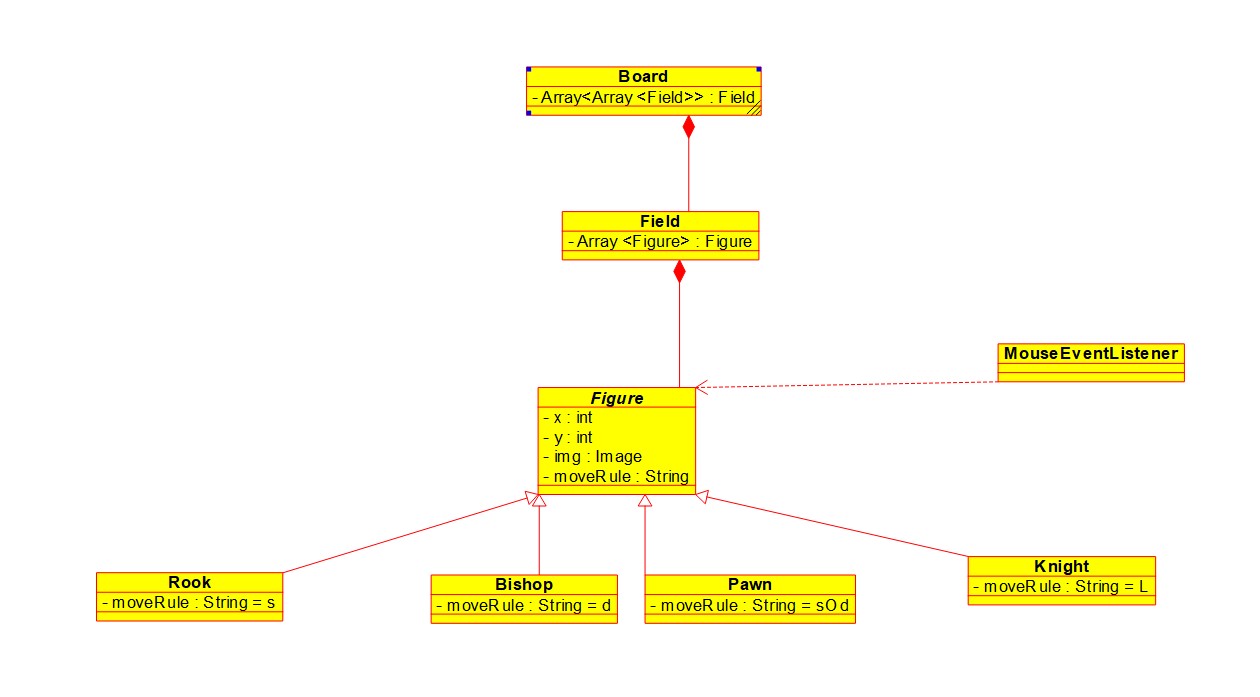 Board
- Array<Array <Field>> : Field
Field
- Array <Figure> : Figure
MouseEventListener
Figure
- x : int
- y : int
- img : Image
- moveRule : String
Rook
- moveRule : String = s
Bishop
- moveRule : String = d
Pawn
- moveRule : String = sOd
Knight
- moveRule : String = L